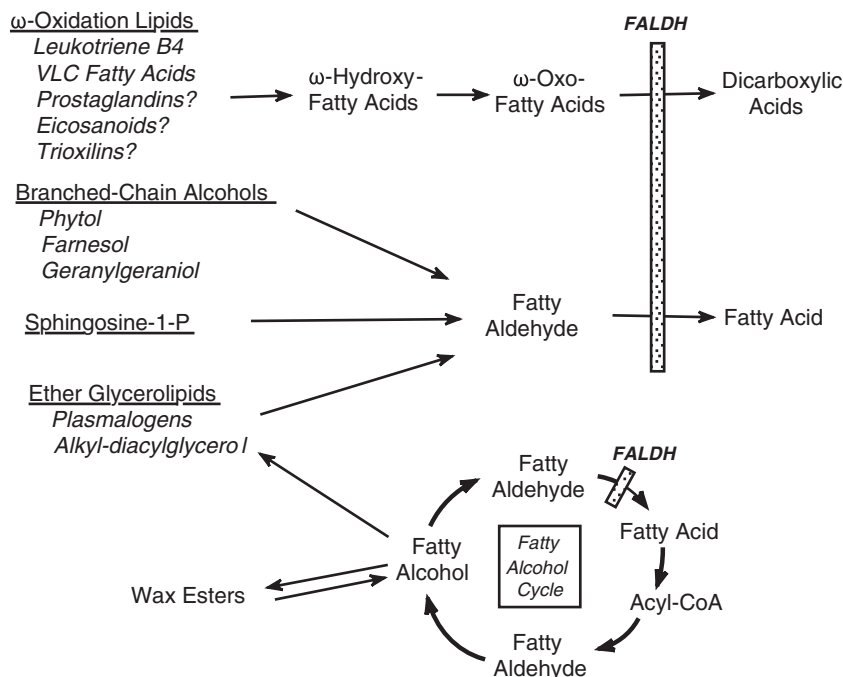 ω-Oxidation Lipids
Leukotriene B4
VLC Fatty Acids
Prostaglandins?
Eicosanoids?
Trioxilins?
ω-Hydroxy-
Fatty Acids
ω-Oxo-
Fatty Acids
FALDH
Dicarboxylic
Acids
Branched-Chain Alcohols
Phytol
Farnesol
Geranylgeraniol
Sphingosine-1-P
Fatty
Aldehyde
Fatty Acid
Ether Glycerolipids
Plasmalogens
Alkyl-diacylglycerol
Fatty
Aldehyde
FALDH
Fatty Acid
Acyl-CoA
Fatty
Aldehyde
Fatty
Alcohol
Fatty
Alcohol
Cycle
Wax Esters